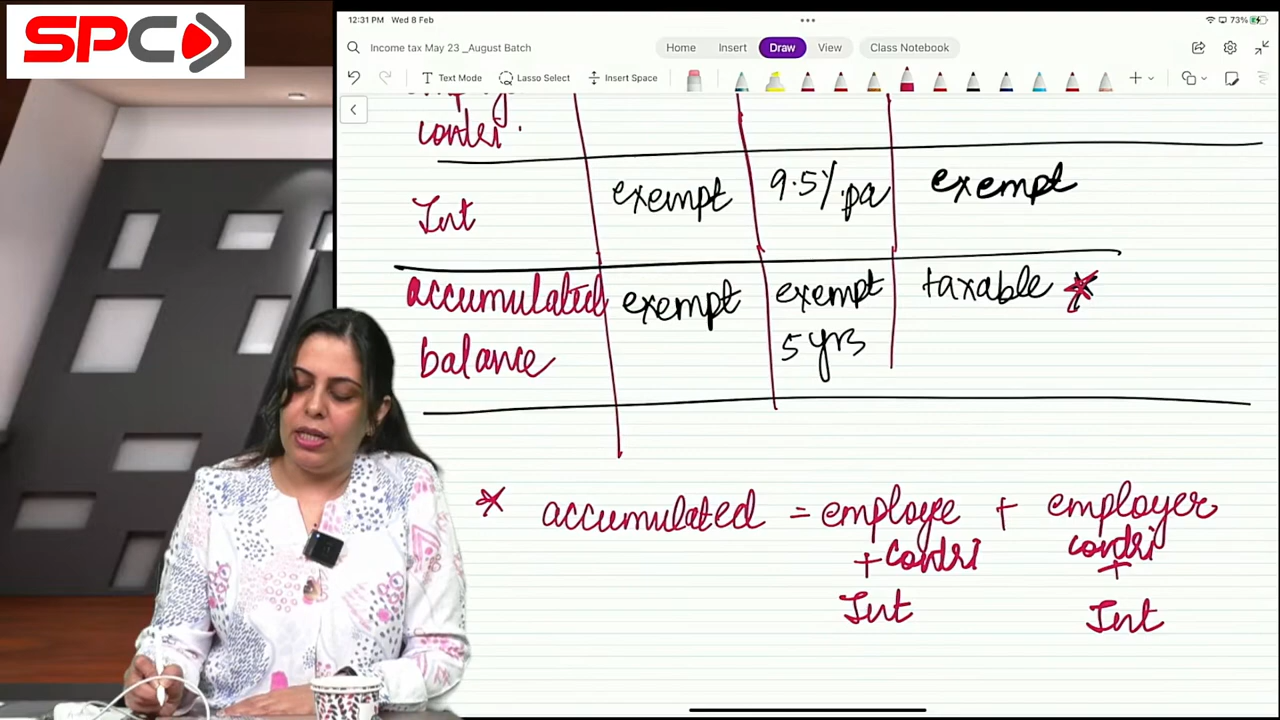 SPC
12:31 PM Wed 8 Feb
73%
Income tax May 23 _August Batch
Home Insert Draw View Class Notebook
Text Mode Lasso Select Insert Space
contri.
Int exempt 9.5% pa exempt
accumulated exempt exempt taxable *
balance 5 yrs
* accumulated = employe + employer
+ contri contri
+
Int Int